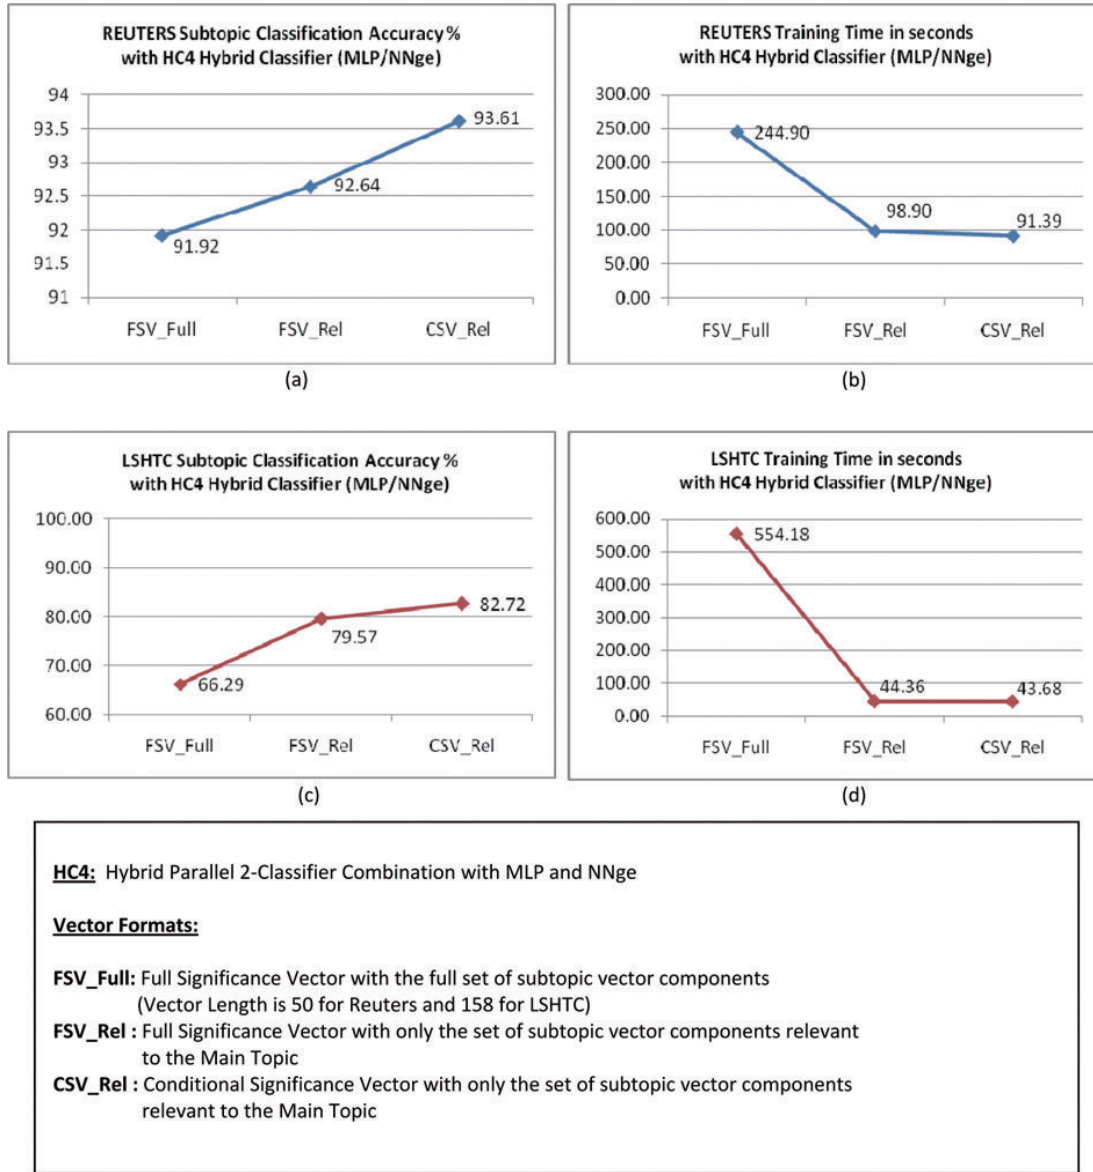 REUTERS Subtopic Classification Accuracy %
with HC4 Hybrid Classifier (MLP/NNge)
94
93.5
93
92.5
92
91.5
91
91.92
92.64
93.61
FSV_Full
FSV_Rel
CSV_Rel
(a)
REUTERS Training Time in seconds
with HC4 Hybrid Classifier (MLP/NNge)
300.00
250.00
200.00
150.00
100.00
50.00
0.00
244.90
98.90
91.39
FSV_Full
FSV_Rel
CSV_Rel
(b)
LSHTC Subtopic Classification Accuracy %
with HC4 Hybrid Classifier (MLP/NNge)
100.00
90.00
80.00
70.00
60.00
66.29
79.57
82.72
FSV_Full
FSV_Rel
CSV_Rel
(c)
LSHTC Training Time in seconds
with HC4 Hybrid Classifier (MLP/NNge)
600.00
500.00
400.00
300.00
200.00
100.00
0.00
554.18
44.36
43.68
FSV_Full
FSV_Rel
CSV_Rel
(d)
HC4: Hybrid Parallel 2-Classifier Combination with MLP and NNge
Vector Formats:
FSV_Full: Full Significance Vector with the full set of subtopic vector components
(Vector Length is 50 for Reuters and 158 for LSHTC)
FSV_Rel : Full Significance Vector with only the set of subtopic vector components relevant
to the Main Topic
CSV_Rel : Conditional Significance Vector with only the set of subtopic vector components
relevant to the Main Topic